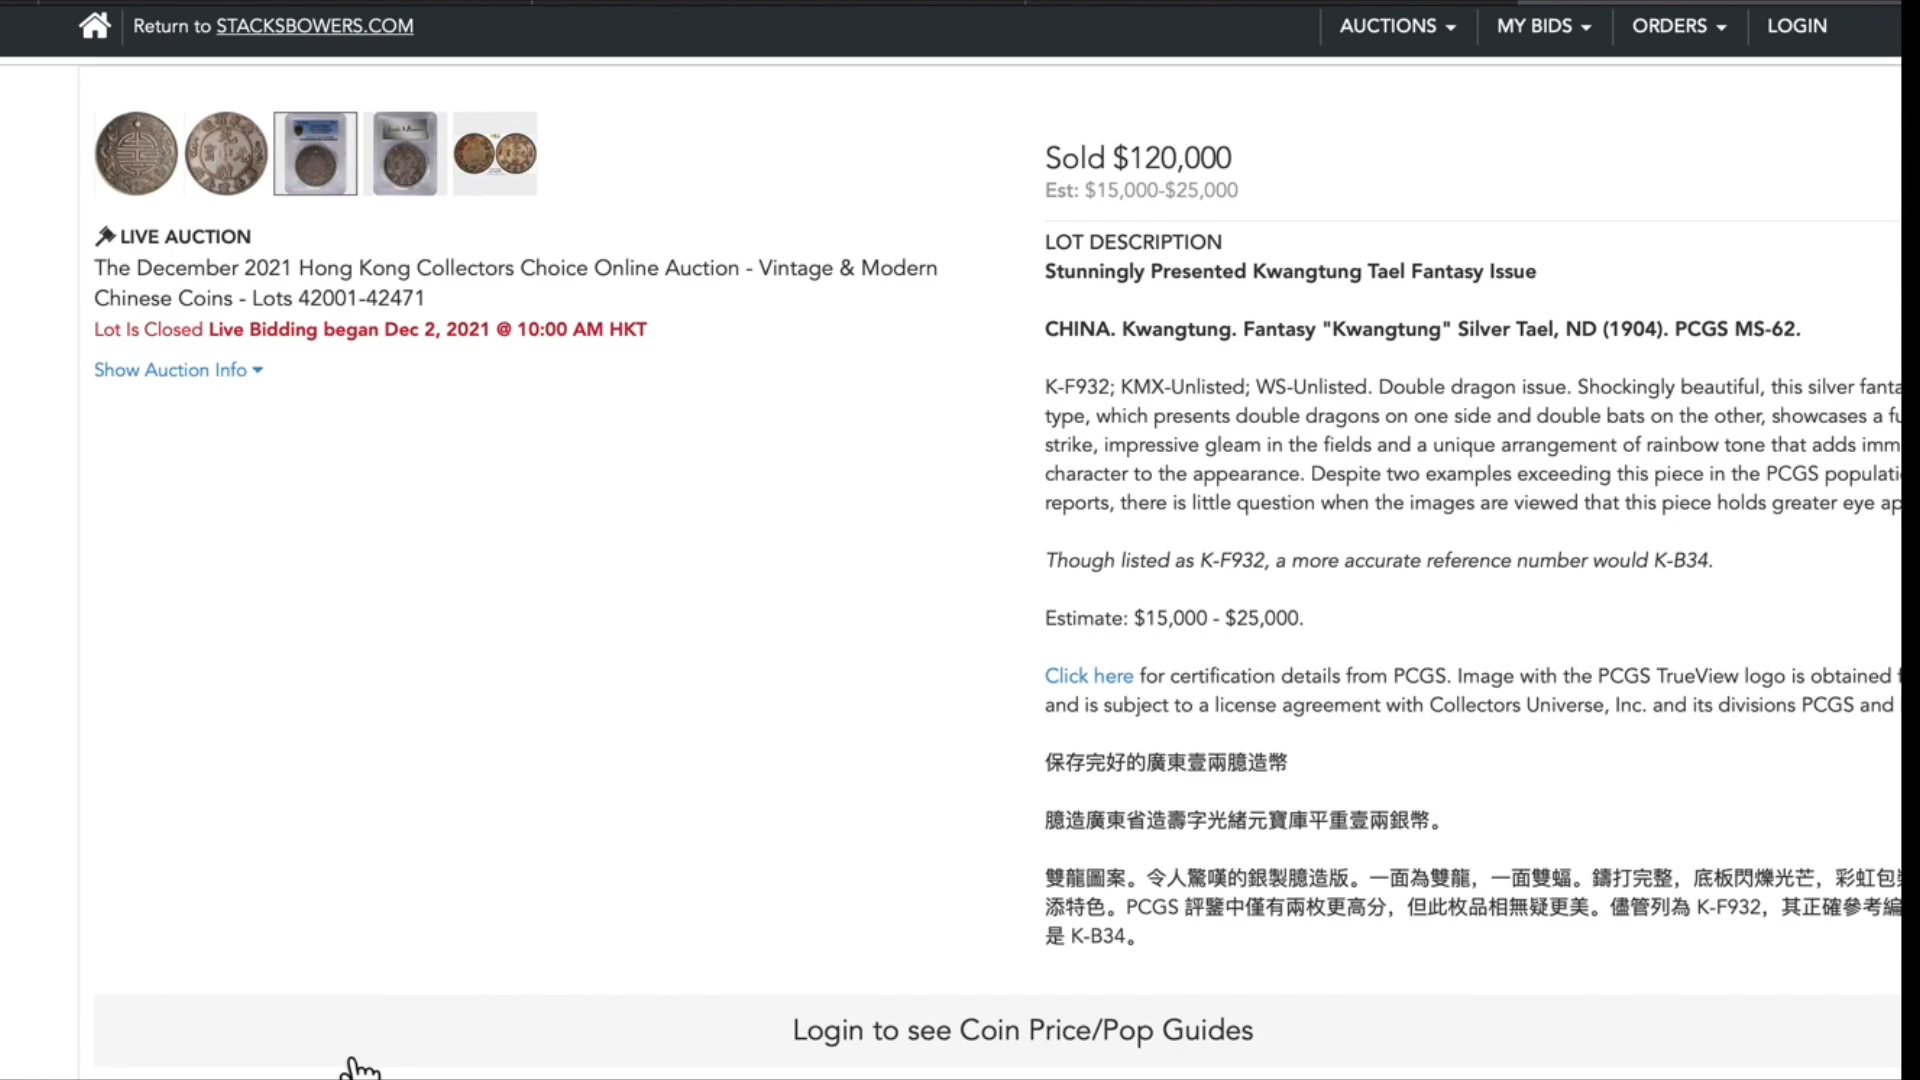 Return to STACKSBOWERS.COM
AUCTIONS
MY BIDS
ORDERS
LOGIN
LIVE AUCTION
The December 2021 Hong Kong Collectors Choice Online Auction - Vintage & Modern
Chinese Coins - Lots 42001-42471
Lot Is Closed Live Bidding began Dec 2, 2021 @ 10:00 AM HKT
Show Auction Info
Sold $120,000
Est: $15,000-$25,000
LOT DESCRIPTION
Stunningly Presented Kwangtung Tael Fantasy Issue
CHINA. Kwangtung. Fantasy "Kwangtung" Silver Tael, ND (1904). PCGS MS-62.
K-F932; KMX-Unlisted; WS-Unlisted. Double dragon issue. Shockingly beautiful, this silver fanta
type, which presents double dragons on one side and double bats on the other, showcases a fu
strike, impressive gleam in the fields and a unique arrangement of rainbow tone that adds imm
character to the appearance. Despite two examples exceeding this piece in the PCGS populati
reports, there is little question when the images are viewed that this piece holds greater eye ap
Though listed as K-F932, a more accurate reference number would K-B34.
Estimate: $15,000 - $25,000.
Click here for certification details from PCGS. Image with the PCGS TrueView logo is obtained
and is subject to a license agreement with Collectors Universe, Inc. and its divisions PCGS and
保存完好的廣東壹兩臆造幣
臆造廣東省造壽字光緒元寶庫平重壹兩銀幣。
雙龍圖案。令人驚嘆的銀製臆造版。一面為雙龍，一面雙蝠。鑄打完整，底板閃爍光芒，彩虹包
添特色。PCGS 評鑒中僅有兩枚更高分，但此枚品相無疑更美。儘管列為 K-F932，其正確參考編
是 K-B34。
Login to see Coin Price/Pop Guides